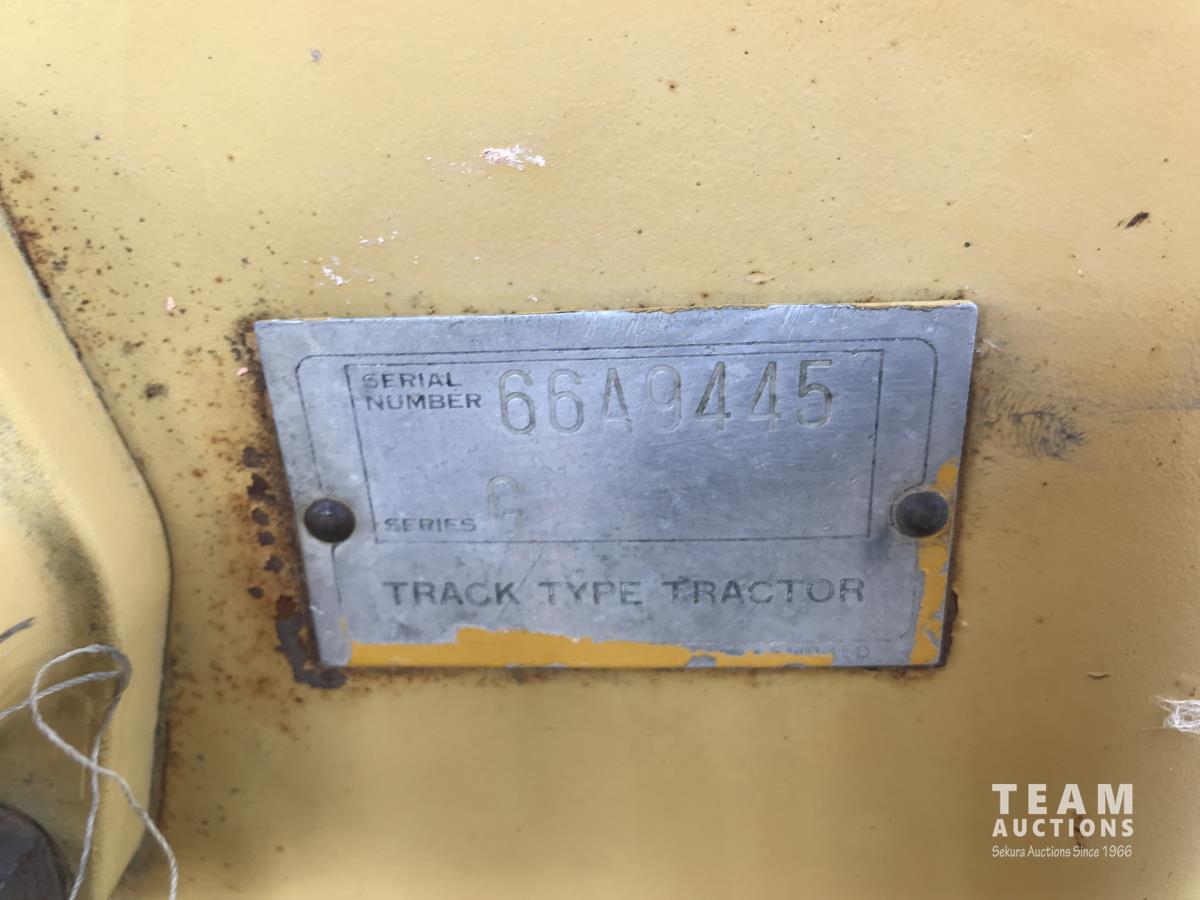 SERIAL
NUMBER 66A9445
SERIES G
TRACK TYPE TRACTOR
TEAM
AUCTIONS
Sekura Auctions Since 1966